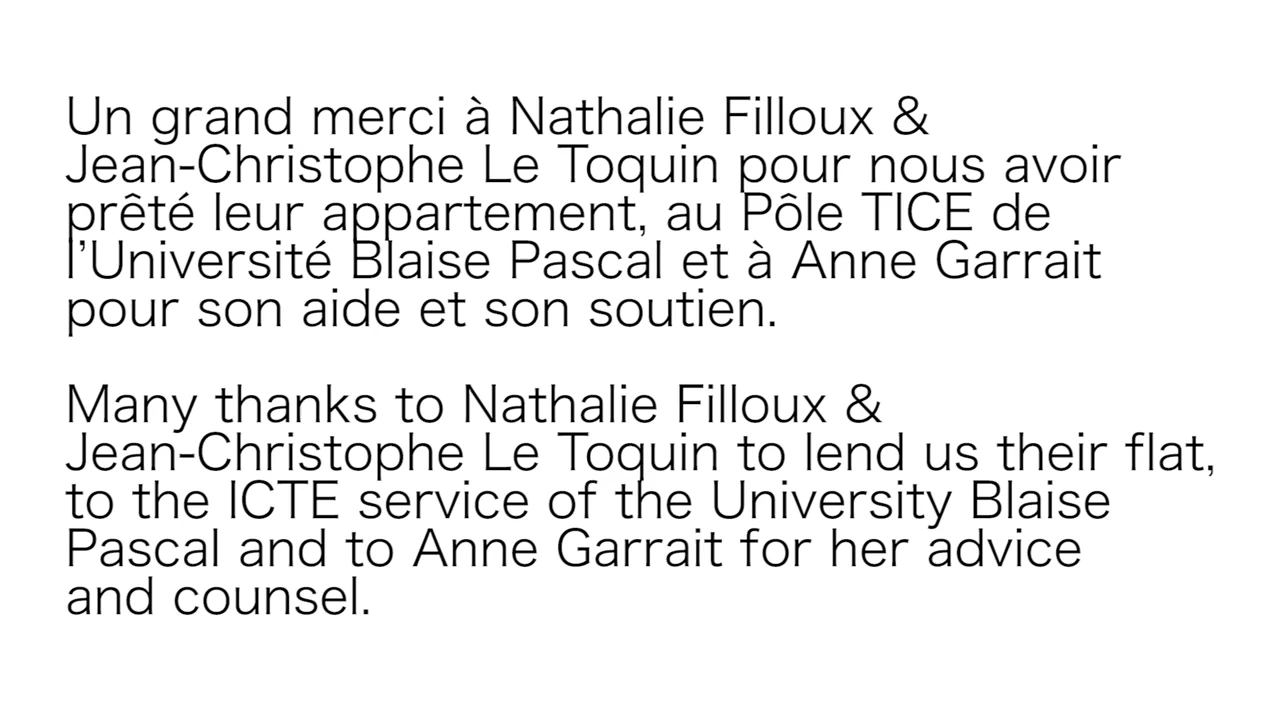 Un grand merci à Nathalie Filloux &
Jean-Christophe Le Toquin pour nous avoir
prêté leur appartement, au Pôle TICE de
l’Université Blaise Pascal et à Anne Garrait
pour son aide et son soutien.
Many thanks to Nathalie Filloux &
Jean-Christophe Le Toquin to lend us their flat,
to the ICTE service of the University Blaise
Pascal and to Anne Garrait for her advice
and counsel.